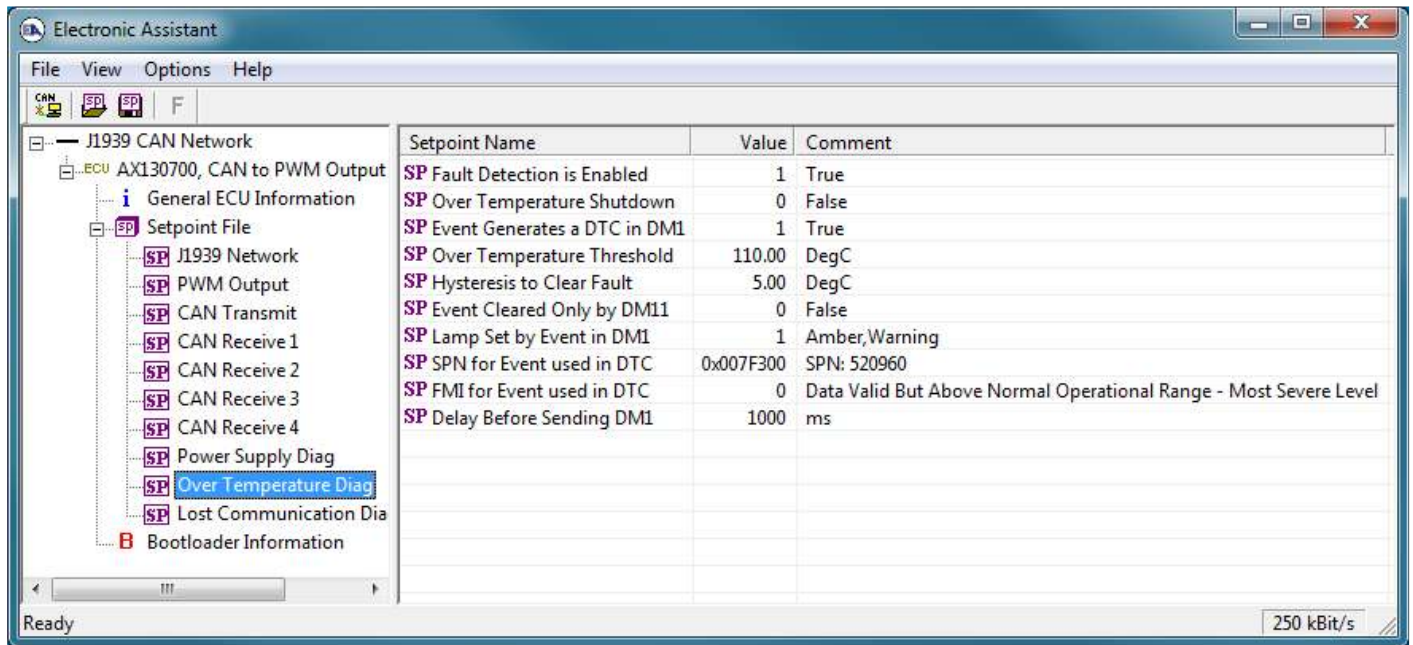 Electronic Assistant
File View Options Help
CAN SP SP F
J1939 CAN Network
ECU AX130700, CAN to PWM Output
i General ECU Information
SP Setpoint File
SP J1939 Network
SP PWM Output
SP CAN Transmit
SP CAN Receive 1
SP CAN Receive 2
SP CAN Receive 3
SP CAN Receive 4
SP Power Supply Diag
SP Over Temperature Diag
SP Lost Communication Dia
B Bootloader Information
Setpoint Name Value Comment
SP Fault Detection is Enabled 1 True
SP Over Temperature Shutdown 0 False
SP Event Generates a DTC in DM1 1 True
SP Over Temperature Threshold 110.00 DegC
SP Hysteresis to Clear Fault 5.00 DegC
SP Event Cleared Only by DM11 0 False
SP Lamp Set by Event in DM1 1 Amber,Warning
SP SPN for Event used in DTC 0x007F300 SPN: 520960
SP FMI for Event used in DTC 0 Data Valid But Above Normal Operational Range - Most Severe Level
SP Delay Before Sending DM1 1000 ms
Ready 250 kBit/s